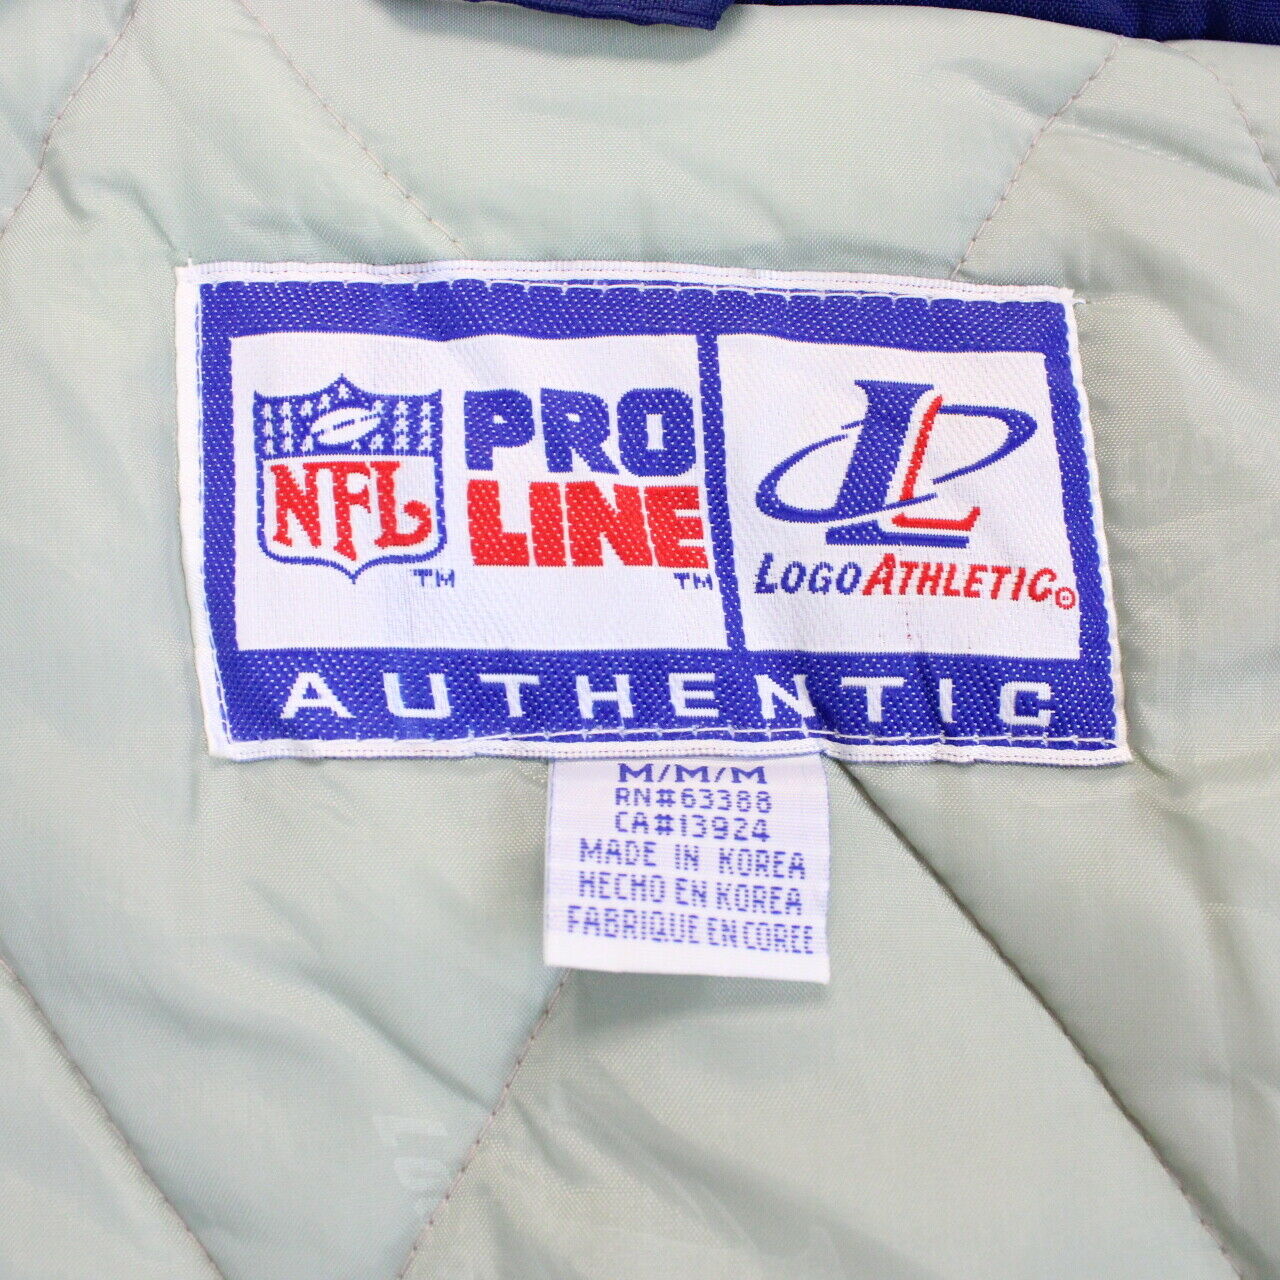 NFL
TM
PRO
LINE
TM
L
LOGO ATHLETIC
AUTHENTIC
M/M/M
RN#63388
CA#13924
MADE IN KOREA
HECHO EN KOREA
FABRIQUE EN COREE